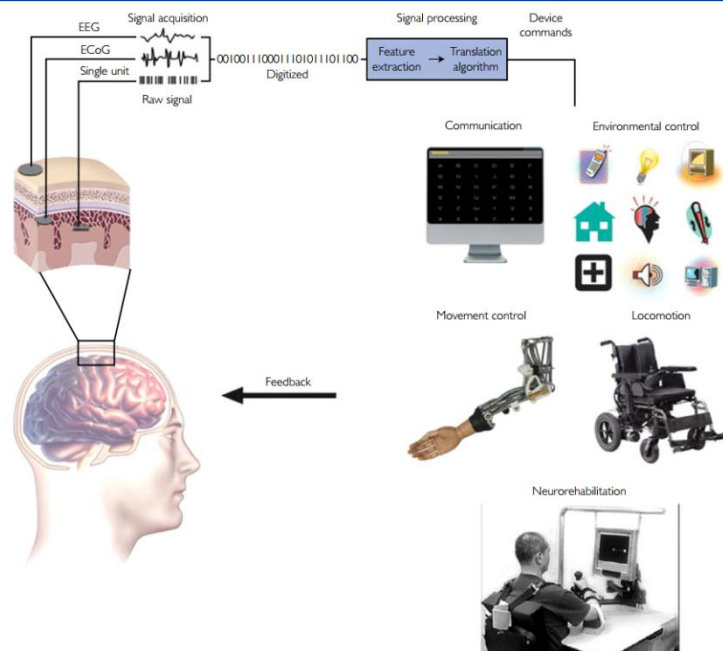 Signal acquisition
EEG
ECoG
Single unit
Raw signal
001001110001110101110110​0
Digitized
Signal processing
Feature
extraction
Translation
algorithm
Device
commands
Communication
Environmental control
Movement control
Locomotion
Feedback
Neurorehabilitation